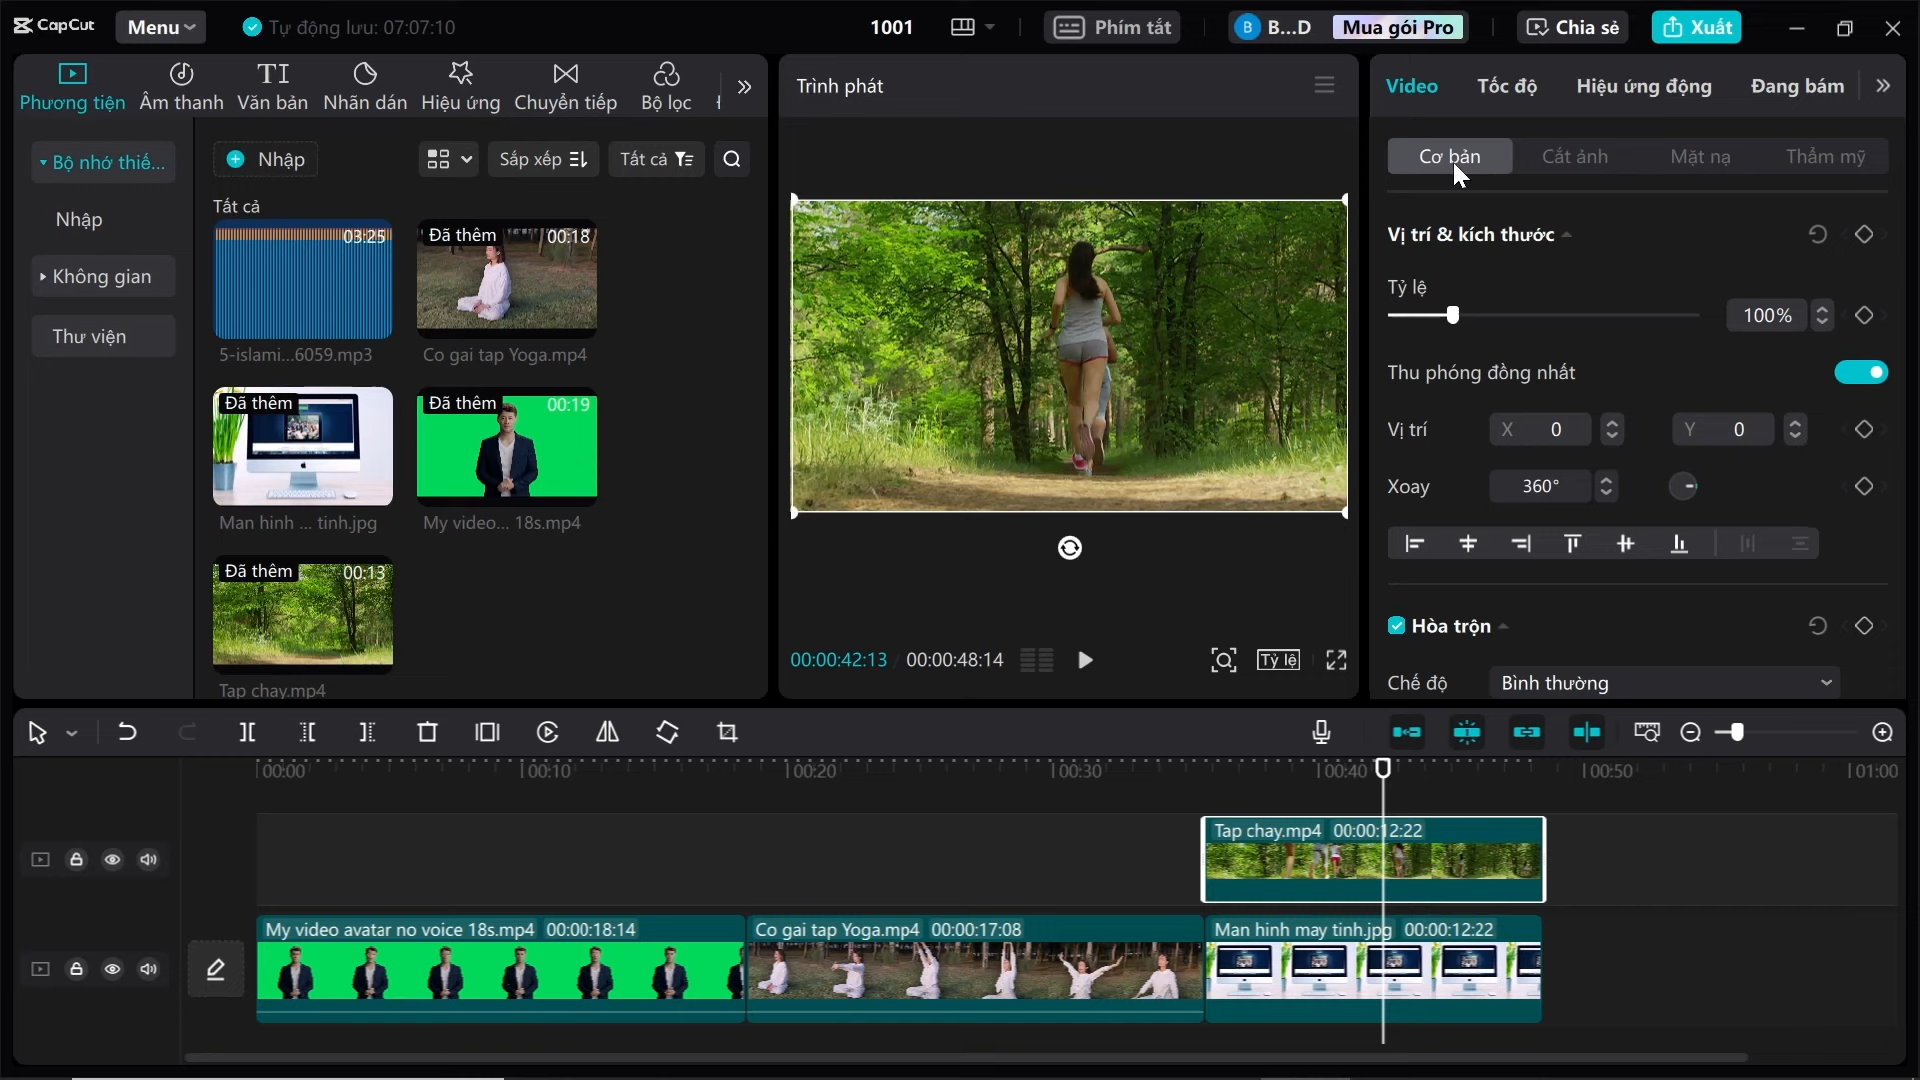 CapCut
Menu
Tự động lưu: 07:07:10
1001
Phím tắt
B
B...D
Mua gói Pro
Chia sẻ
Xuất
Phương tiện
Âm thanh
Văn bản
Nhãn dán
Hiệu ứng
Chuyển tiếp
Bộ lọc
Bộ nhớ thiế...
Nhập
Không gian
Thư viện
Nhập
Sắp xếp
Tất cả
Tất cả
03:25
5-islami...6059.mp3
Đã thêm
00:18
Co gai tap Yoga.mp4
Đã thêm
Man hinh ... tinh.jpg
Đã thêm
00:19
My video... 18s.mp4
Đã thêm
00:13
Tap chay.mp4
Trình phát
00:00:42:13
00:00:48:14
Tỷ lệ
Video
Tốc độ
Hiệu ứng động
Đang bám
Cơ bản
Cắt ảnh
Mặt nạ
Thẩm mỹ
Vị trí & kích thước
Tỷ lệ
100%
Thu phóng đồng nhất
Vị trí
X 0
Y 0
Xoay
360°
Hòa trộn
Chế độ
Bình thường
00:00
00:10
00:20
00:30
00:40
00:50
01:00
Tap chay.mp4 00:00:12:22
My video avatar no voice 18s.mp4 00:00:18:14
Co gai tap Yoga.mp4 00:00:17:08
Man hinh may tinh.jpg 00:00:12:22